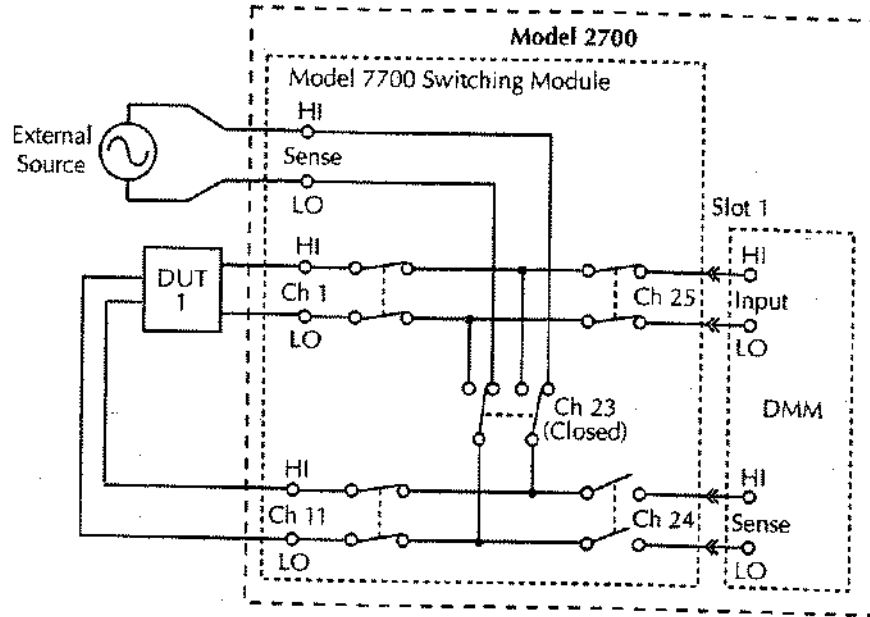 Model 2700
Model 7700 Switching Module
External
Source
HI
Sense
LO
Slot 1
DUT
1
HI
Ch 1
LO
Ch 25
HI
Input
LO
Ch 23
(Closed)
DMM
HI
Ch 11
LO
Ch 24
HI
Sense
LO